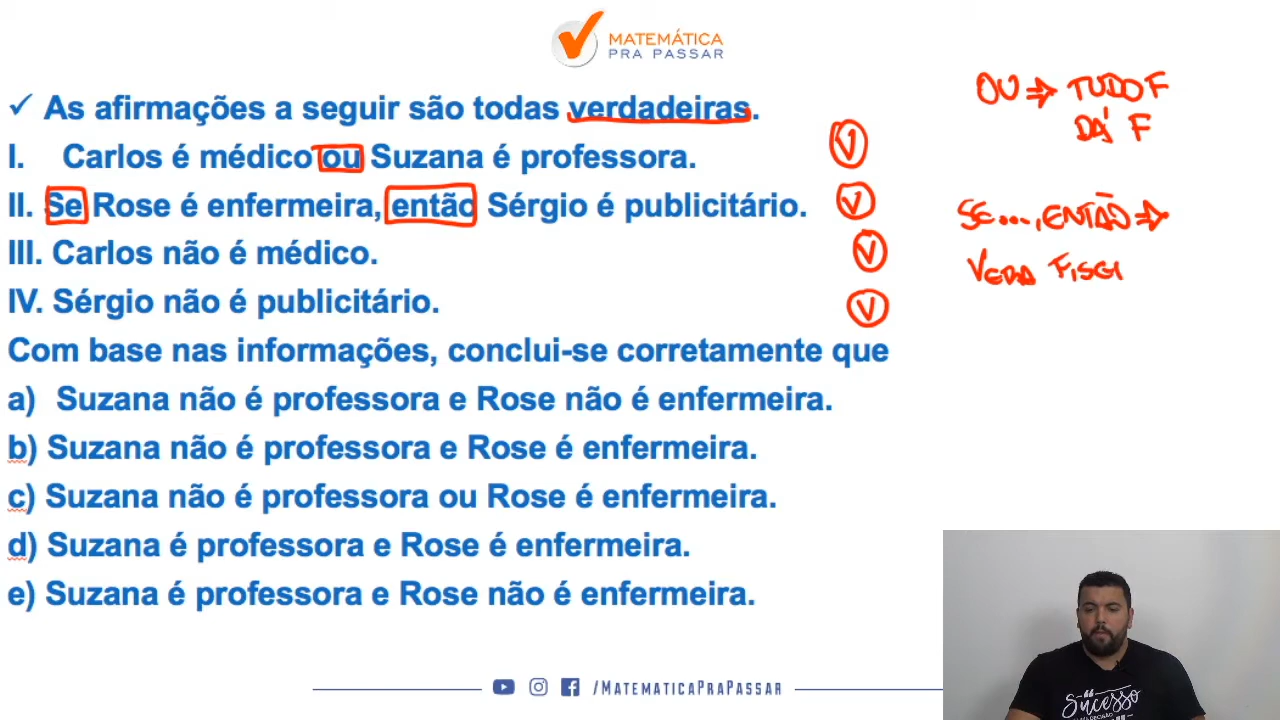 MATEMÁTICA
PRA PASSAR
✓ As afirmações a seguir são todas verdadeiras.
I. Carlos é médico ou Suzana é professora. V
II. Se Rose é enfermeira, então Sérgio é publicitário. V
III. Carlos não é médico. V
IV. Sérgio não é publicitário. V
Com base nas informações, conclui-se corretamente que
a) Suzana não é professora e Rose não é enfermeira.
b) Suzana não é professora e Rose é enfermeira.
c) Suzana não é professora ou Rose é enfermeira.
d) Suzana é professora e Rose é enfermeira.
e) Suzana é professora e Rose não é enfermeira.
OU ⇒ TUDO F
DÁ F
SE..., ENTÃO ⇒
VERA FISGI
/MATEMATICAPRAPASSAR
"Sucesso